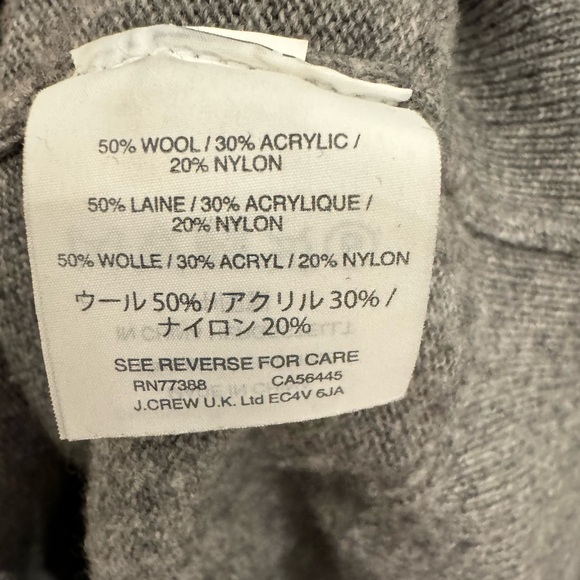 50% WOOL / 30% ACRYLIC /
20% NYLON
50% LAINE / 30% ACRYLIQUE /
20% NYLON
50% WOLLE / 30% ACRYL / 20% NYLON
ウール 50% / アクリル 30% /
ナイロン 20%
SEE REVERSE FOR CARE
RN77388 CA56445
J.CREW U.K. Ltd EC4V 6JA